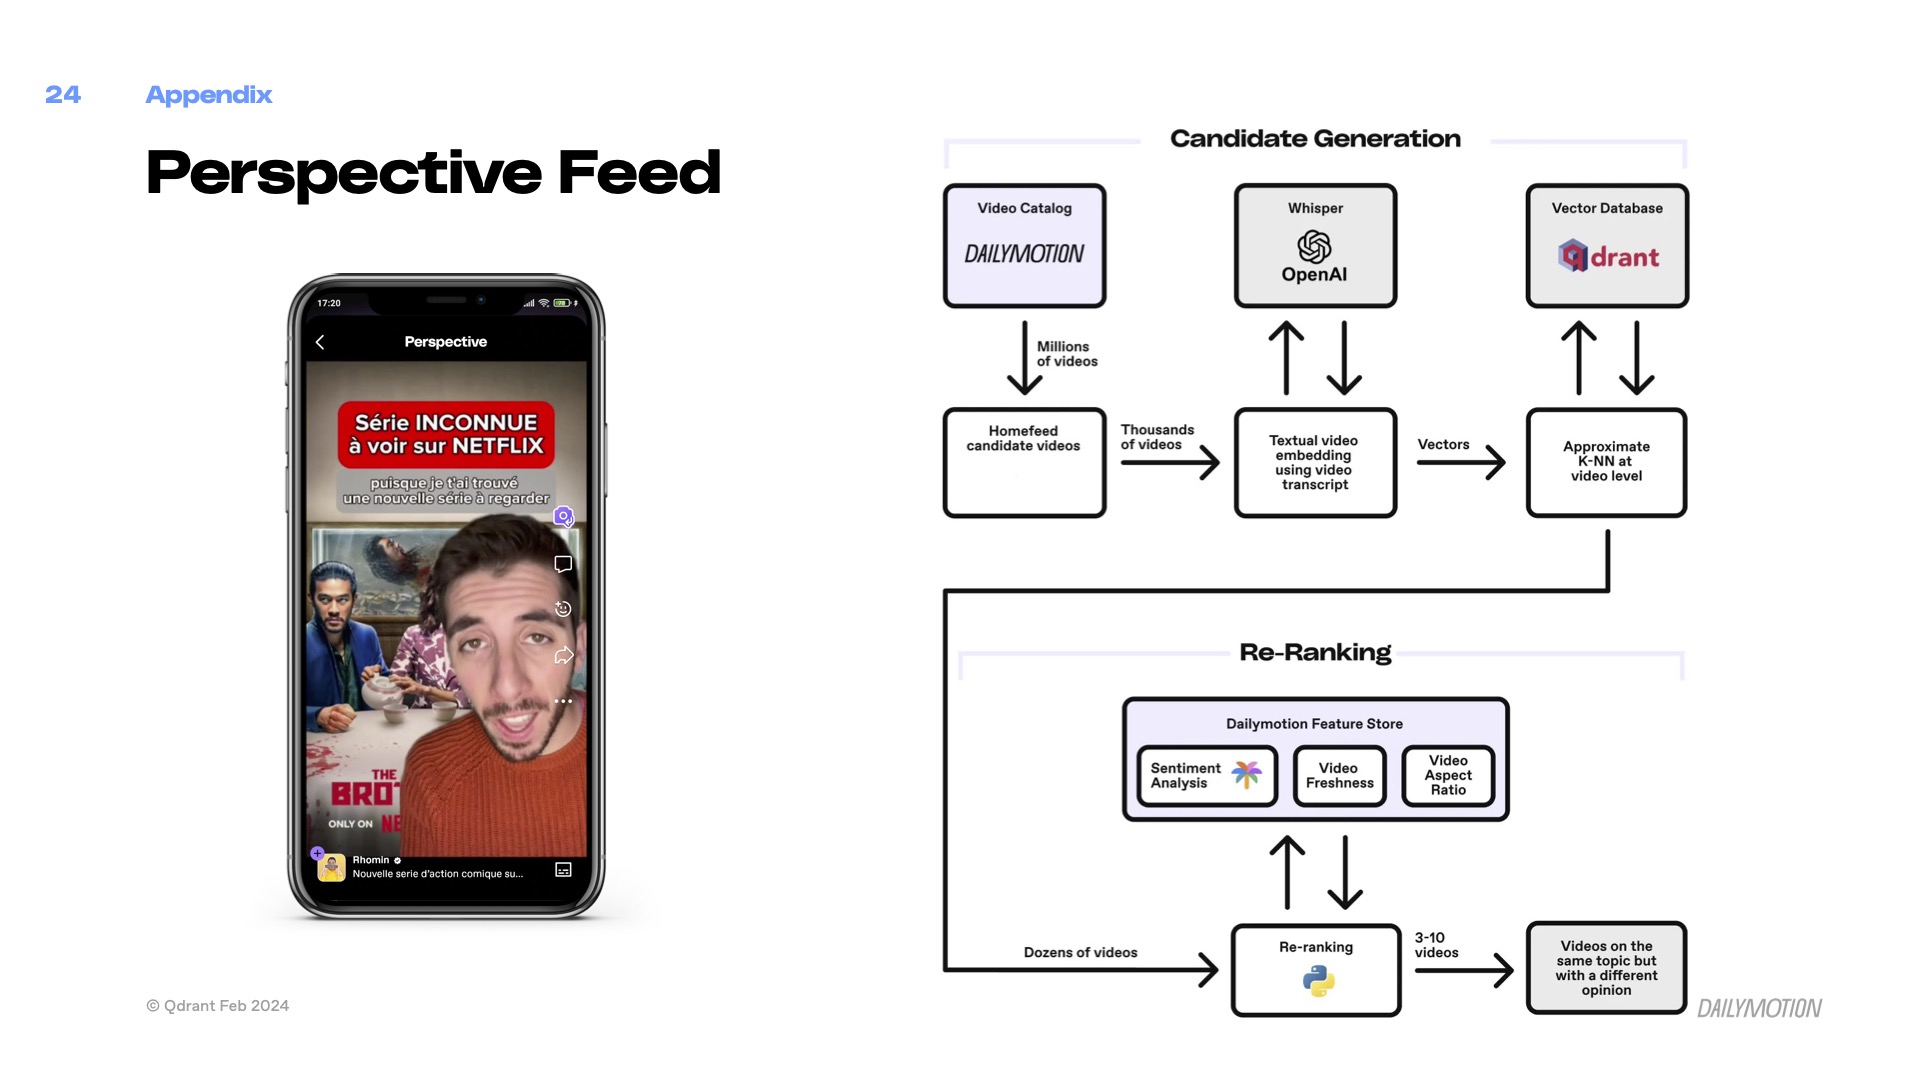 24
Appendix
Perspective Feed
17:20
Perspective
Série INCONNUE
à voir sur NETFLIX
puisque je t'ai trouvé
une nouvelle série à regarder
THE
BRO
ONLY ON NE
Rhomin
Nouvelle serie d'action comique su...
© Qdrant Feb 2024
Candidate Generation
Video Catalog
DAILYMOTION
Whisper
OpenAI
Vector Database
qdrant
Millions
of videos
Homefeed
candidate videos
Thousands
of videos
Textual video
embedding
using video
transcript
Vectors
Approximate
K-NN at
video level
Re-Ranking
Dailymotion Feature Store
Sentiment
Analysis
Video
Freshness
Video
Aspect
Ratio
Dozens of videos
Re-ranking
3-10
videos
Videos on the
same topic but
with a different
opinion
DAILYMOTION